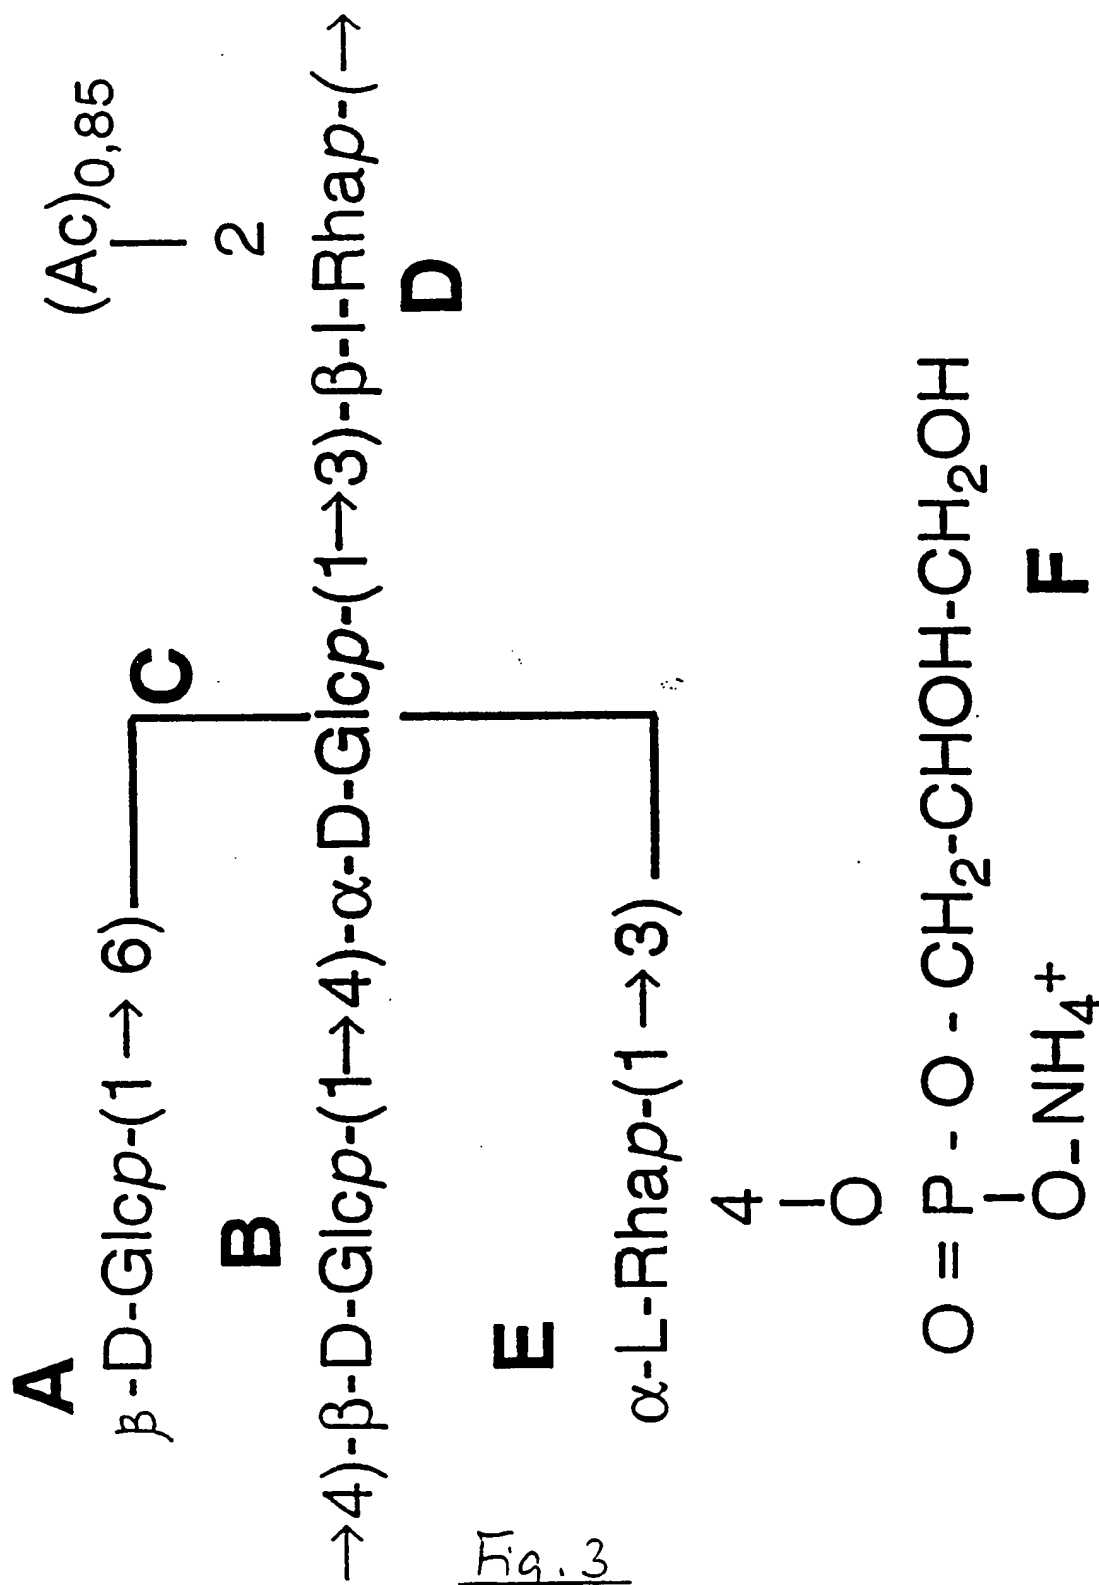 (Ac)0,85
A
C
β-D-Glcp-(1 → 6)
2
B
→4)-β-D-Glcp-(1→4)-α-D-Glcp-(1→3)-β-l-Rhap-(→
D
E
α-L-Rhap-(1→3)
4
O
O = P - O - CH2-CHOH-CH2OH
O-NH4+
F
Fig. 3